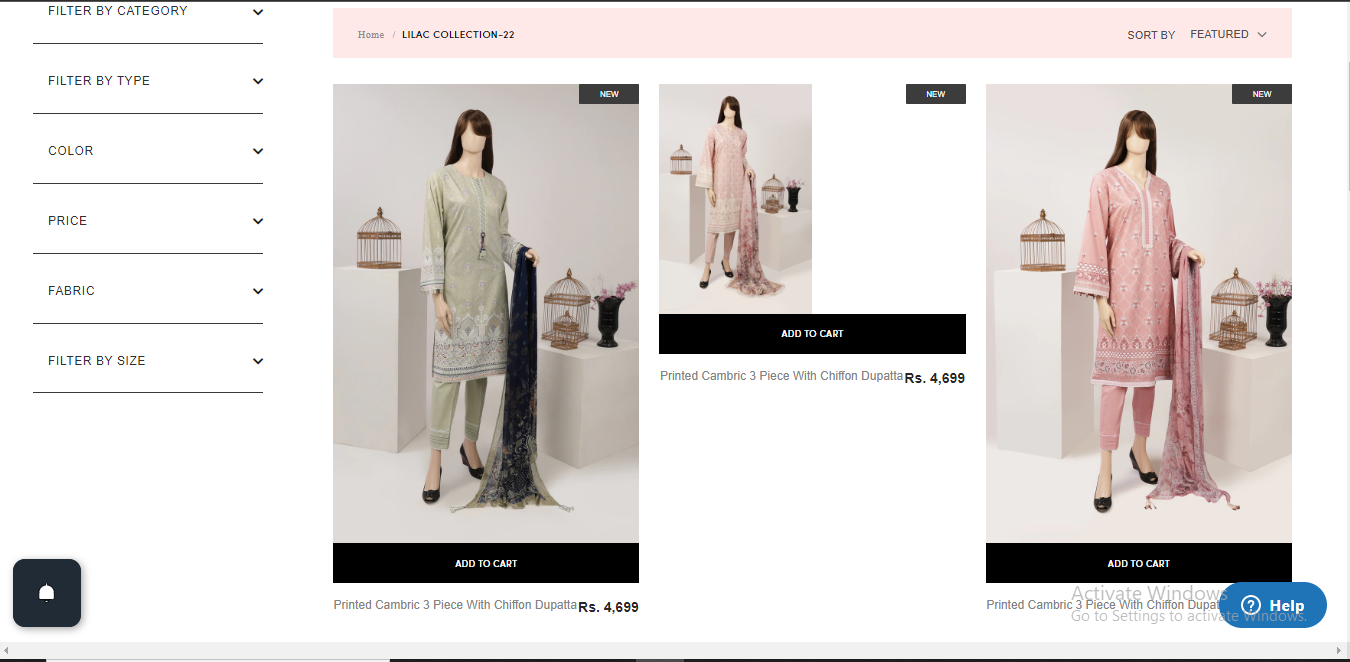 FILTER BY CATEGORY
Home / LILAC COLLECTION-22
SORT BY FEATURED
FILTER BY TYPE
COLOR
PRICE
FABRIC
FILTER BY SIZE
NEW
NEW
NEW
ADD TO CART
Printed Cambric 3 Piece With Chiffon Dupatta Rs. 4,699
ADD TO CART
Printed Cambric 3 Piece With Chiffon Dupatta Rs. 4,699
ADD TO CART
Printed Cambric 3 Piece With Chiffon Dupat
Activate Windows
Go to Settings to activate Windows.
Help